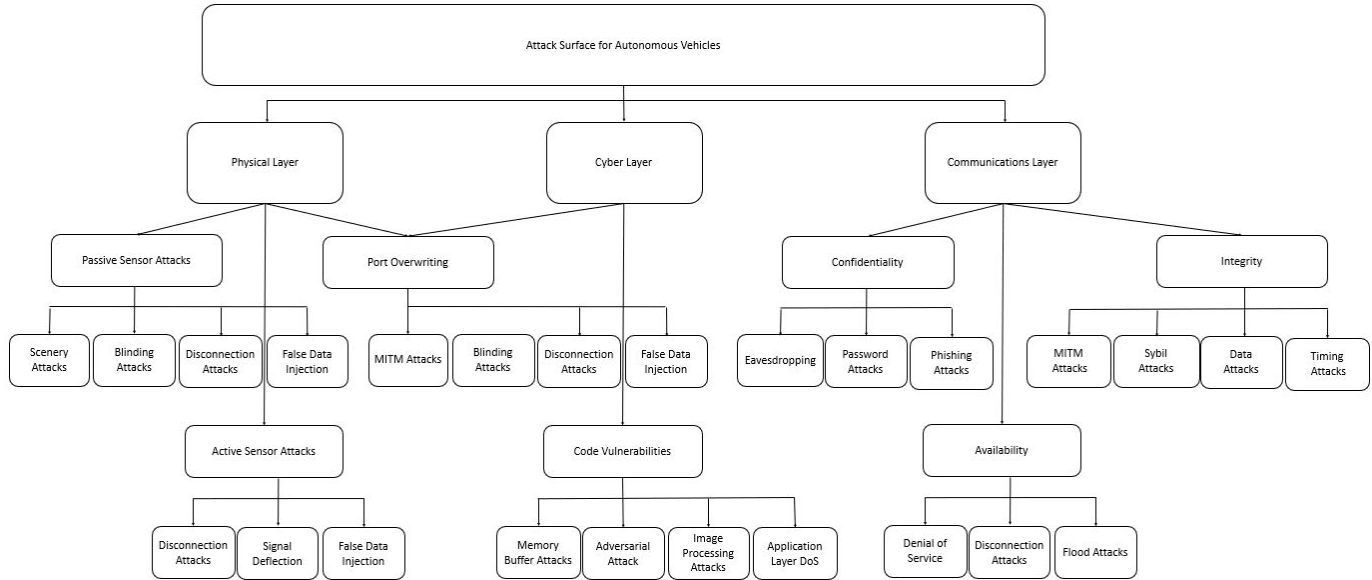 Attack Surface for Autonomous Vehicles
Physical Layer
Cyber Layer
Communications Layer
Passive Sensor Attacks
Port Overwriting
Confidentiality
Integrity
Scenery
Attacks
Blinding
Attacks
Disconnection
Attacks
False Data
Injection
MITM Attacks
Blinding
Attacks
Disconnection
Attacks
False Data
Injection
Eavesdropping
Password
Attacks
Phishing
Attacks
MITM
Attacks
Sybil
Attacks
Data
Attacks
Timing
Attacks
Active Sensor Attacks
Code Vulnerabilities
Availability
Disconnection
Attacks
Signal
Deflection
False Data
Injection
Memory
Buffer Attacks
Adversarial
Attack
Image
Processing
Attacks
Application
Layer DoS
Denial of
Service
Disconnection
Attacks
Flood Attacks